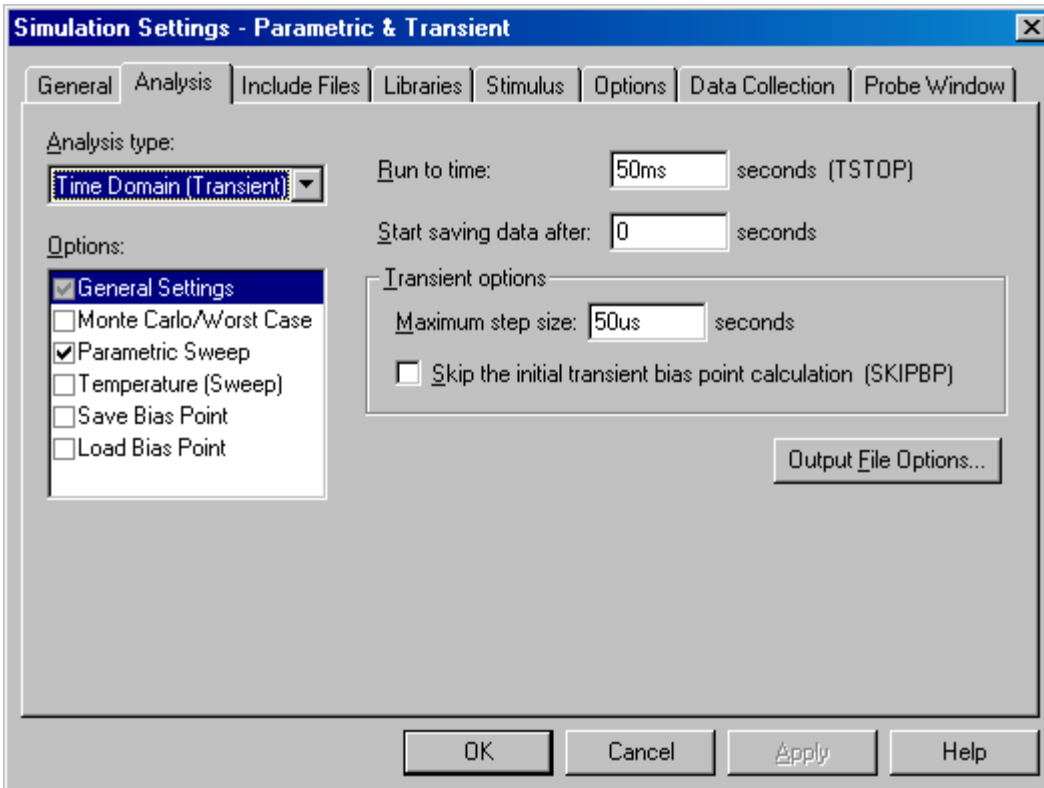 Simulation Settings - Parametric & Transient
General Analysis Include Files Libraries Stimulus Options Data Collection Probe Window
Analysis type:
Time Domain (Transient)
Options:
General Settings
Monte Carlo/Worst Case
Parametric Sweep
Temperature (Sweep)
Save Bias Point
Load Bias Point
Run to time: 50ms seconds (TSTOP)
Start saving data after: 0 seconds
Transient options
Maximum step size: 50us seconds
Skip the initial transient bias point calculation (SKIPBP)
Output File Options...
OK Cancel Apply Help